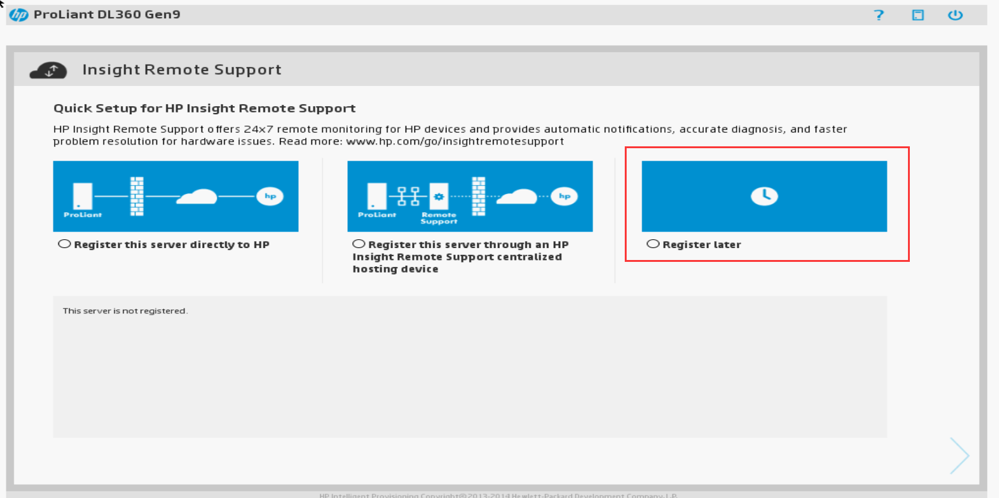 hp ProLiant DL360 Gen9 ?
Insight Remote Support
Quick Setup for HP Insight Remote Support
HP Insight Remote Support offers 24x7 remote monitoring for HP devices and provides automatic notifications, accurate diagnosis, and faster
problem resolution for hardware issues. Read more: www.hp.com/go/insightremotesupport
hp
ProLiant
Register this server directly to HP
hp
ProLiant
Remote
Support
Register this server through an HP
Insight Remote Support centralized
hosting device
Register later
This server is not registered.
HP Intelligent Provisioning Copyright© 2013-2014 Hewlett-Packard Development Company, L.P.